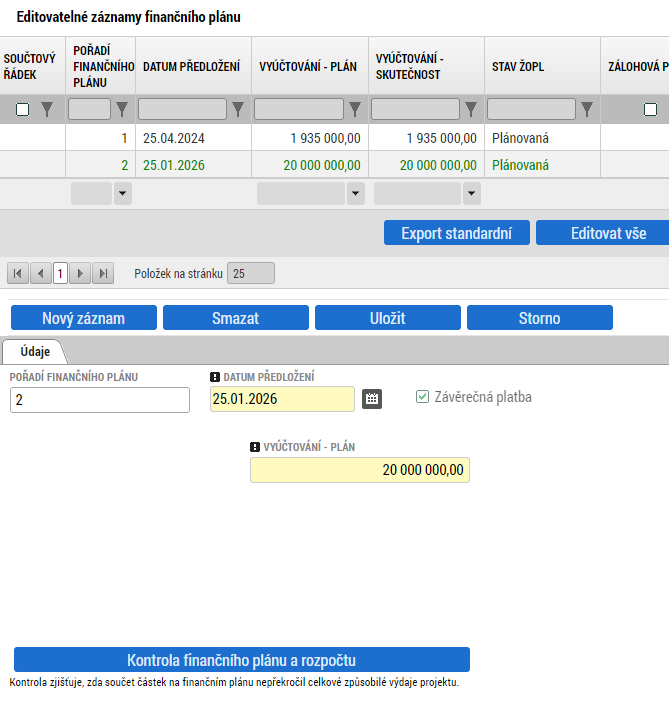 Editovatelné záznamy finančního plánu
SOUČTOVÝ ŘÁDEK
POŘADÍ FINANČNÍHO PLÁNU
DATUM PŘEDLOŽENÍ
VYÚČTOVÁNÍ - PLÁN
VYÚČTOVÁNÍ - SKUTEČNOST
STAV ŽOPL
ZÁLOHOVÁ P
1 25.04.2024 1 935 000,00 1 935 000,00 Plánovaná
2 25.01.2026 20 000 000,00 20 000 000,00 Plánovaná
Export standardní Editovat vše
1 Položek na stránku 25
Nový záznam Smazat Uložit Storno
Údaje
POŘADÍ FINANČNÍHO PLÁNU DATUM PŘEDLOŽENÍ
2 25.01.2026 Závěrečná platba
VYÚČTOVÁNÍ - PLÁN
20 000 000,00
Kontrola finančního plánu a rozpočtu
Kontrola zjišťuje, zda součet částek na finančním plánu nepřekročil celkové způsobilé výdaje projektu.